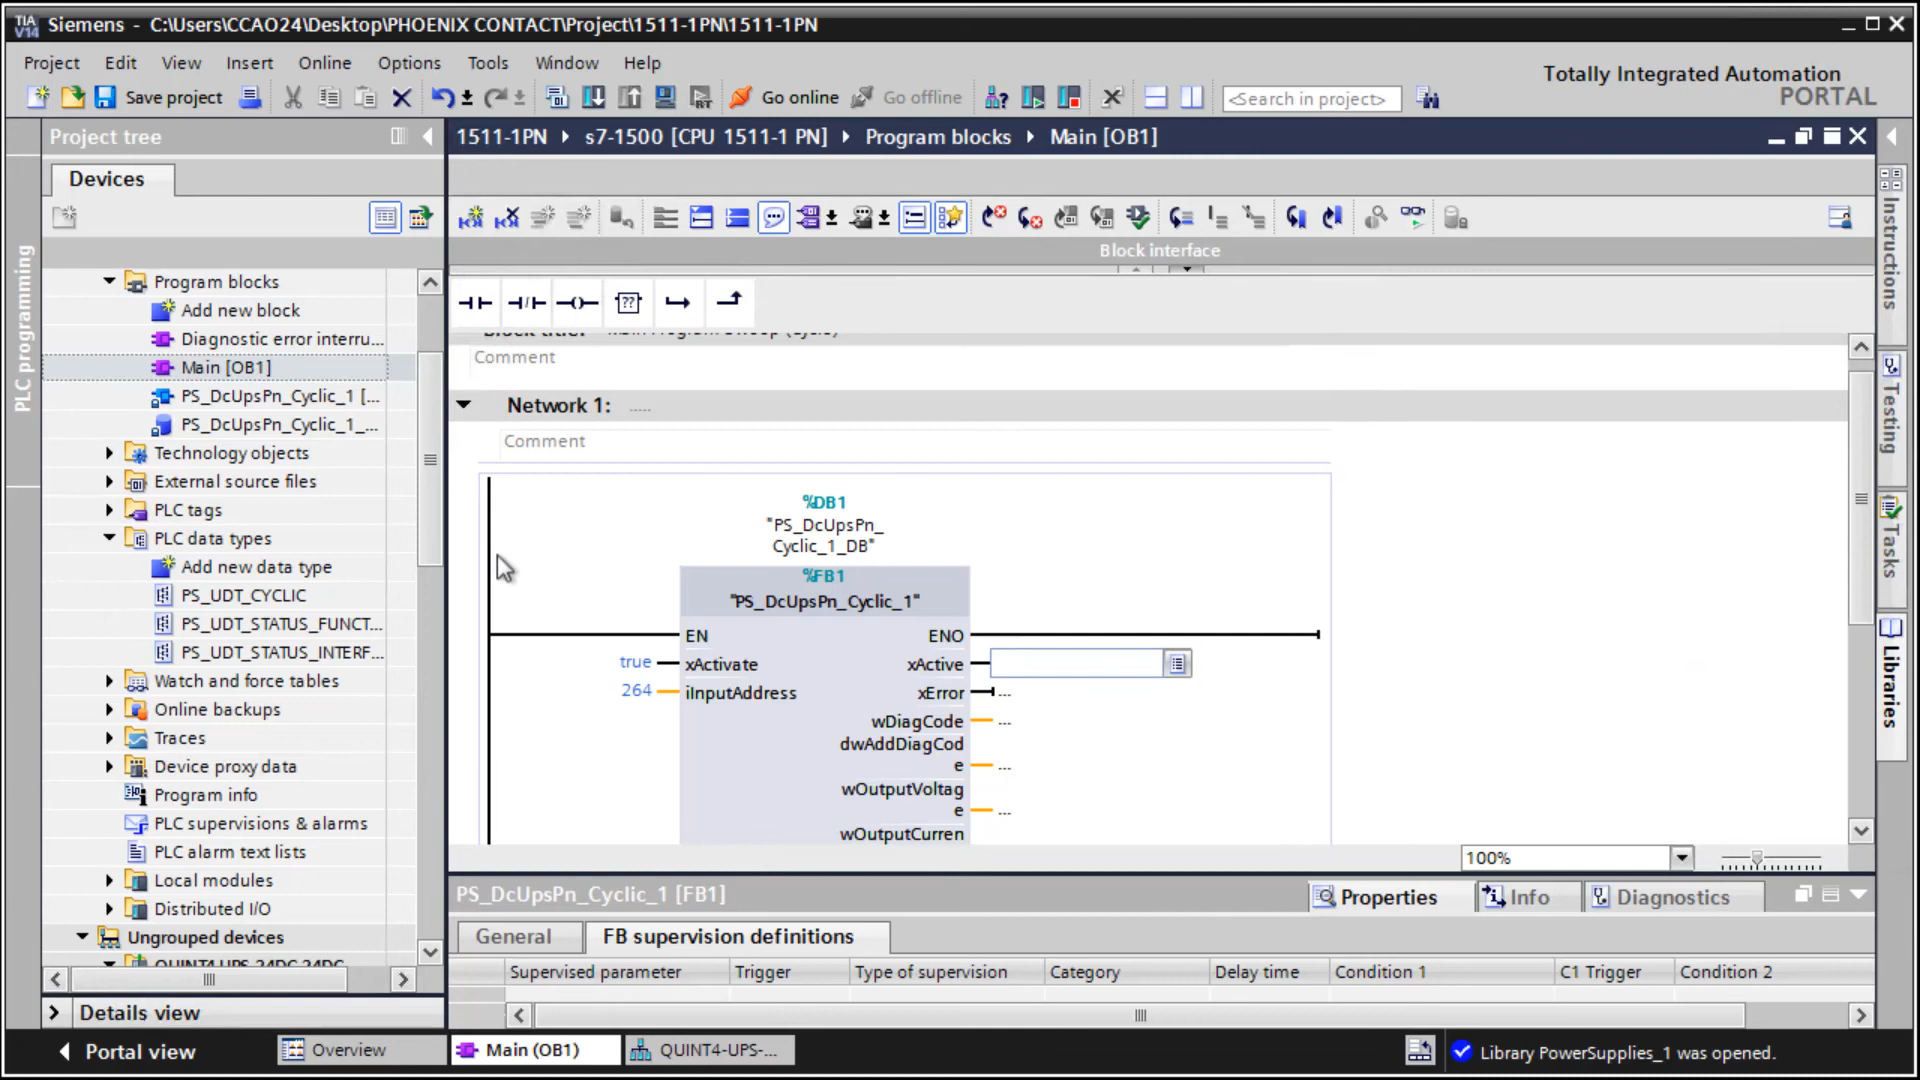 Siemens - C:\Users\CCAO24\Desktop\PHOENIX CONTACT\Project\1511-1PN\1511-1PN
TIA
V14
Project Edit View Insert Online Options Tools Window Help
Totally Integrated Automation
PORTAL
Save project
Go online
Go offline
<Search in project>
Project tree
1511-1PN
s7-1500 [CPU 1511-1 PN]
Program blocks
Main [OB1]
Devices
PLC programming
Block interface
Program blocks
Add new block
Diagnostic error interru...
Main [OB1]
PS_DcUpsPn_Cyclic_1 [...
PS_DcUpsPn_Cyclic_1_...
Technology objects
External source files
PLC tags
PLC data types
Add new data type
PS_UDT_CYCLIC
PS_UDT_STATUS_FUNCT...
PS_UDT_STATUS_INTERF...
Watch and force tables
Online backups
Traces
Device proxy data
Program info
PLC supervisions & alarms
PLC alarm text lists
Local modules
Distributed I/O
Ungrouped devices
QUINT4-UPS-24DC-24DC-
Details view
??
Comment
Network 1: .....
Comment
%DB1
"PS_DcUpsPn_
Cyclic_1_DB"
%FB1
"PS_DcUpsPn_Cyclic_1"
EN ENO
true xActivate xActive
264 iInputAddress xError ...
wDiagCode ...
dwAddDiagCod
e ...
wOutputVoltag
e ...
wOutputCurren
100%
PS_DcUpsPn_Cyclic_1 [FB1]
Properties
Info
Diagnostics
General
FB supervision definitions
Supervised parameter Trigger Type of supervision Category Delay time Condition 1 C1 Trigger Condition 2
Instructions
Testing
Tasks
Libraries
Portal view
Overview
Main (OB1)
QUINT4-UPS-...
Library PowerSupplies_1 was opened.